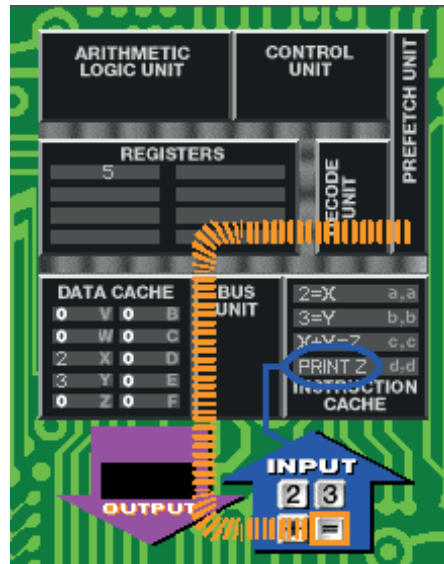 ARITHMETIC
LOGIC UNIT
CONTROL
UNIT
PREFETCH UNIT
REGISTERS
5
DECODE
UNIT
DATA CACHE
0 V 0 B
0 W 0 C
2 X 0 D
3 Y 0 E
0 Z 0 F
BUS
UNIT
2=X a,a
3=Y b,b
X+Y=Z c,c
PRINT Z d,d
INSTRUCTION
CACHE
OUTPUT
INPUT
2 3
=